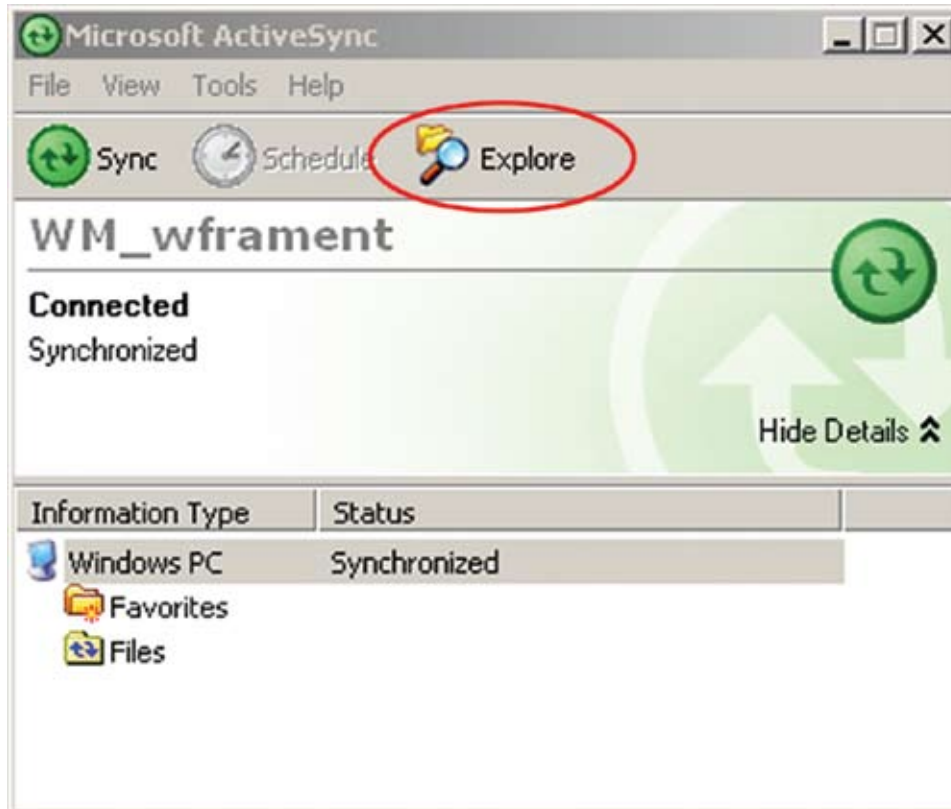 Microsoft ActiveSync
File View Tools Help
Sync Schedule Explore
WM_wframent
Connected
Synchronized
Hide Details
Information Type Status
Windows PC Synchronized
Favorites
Files